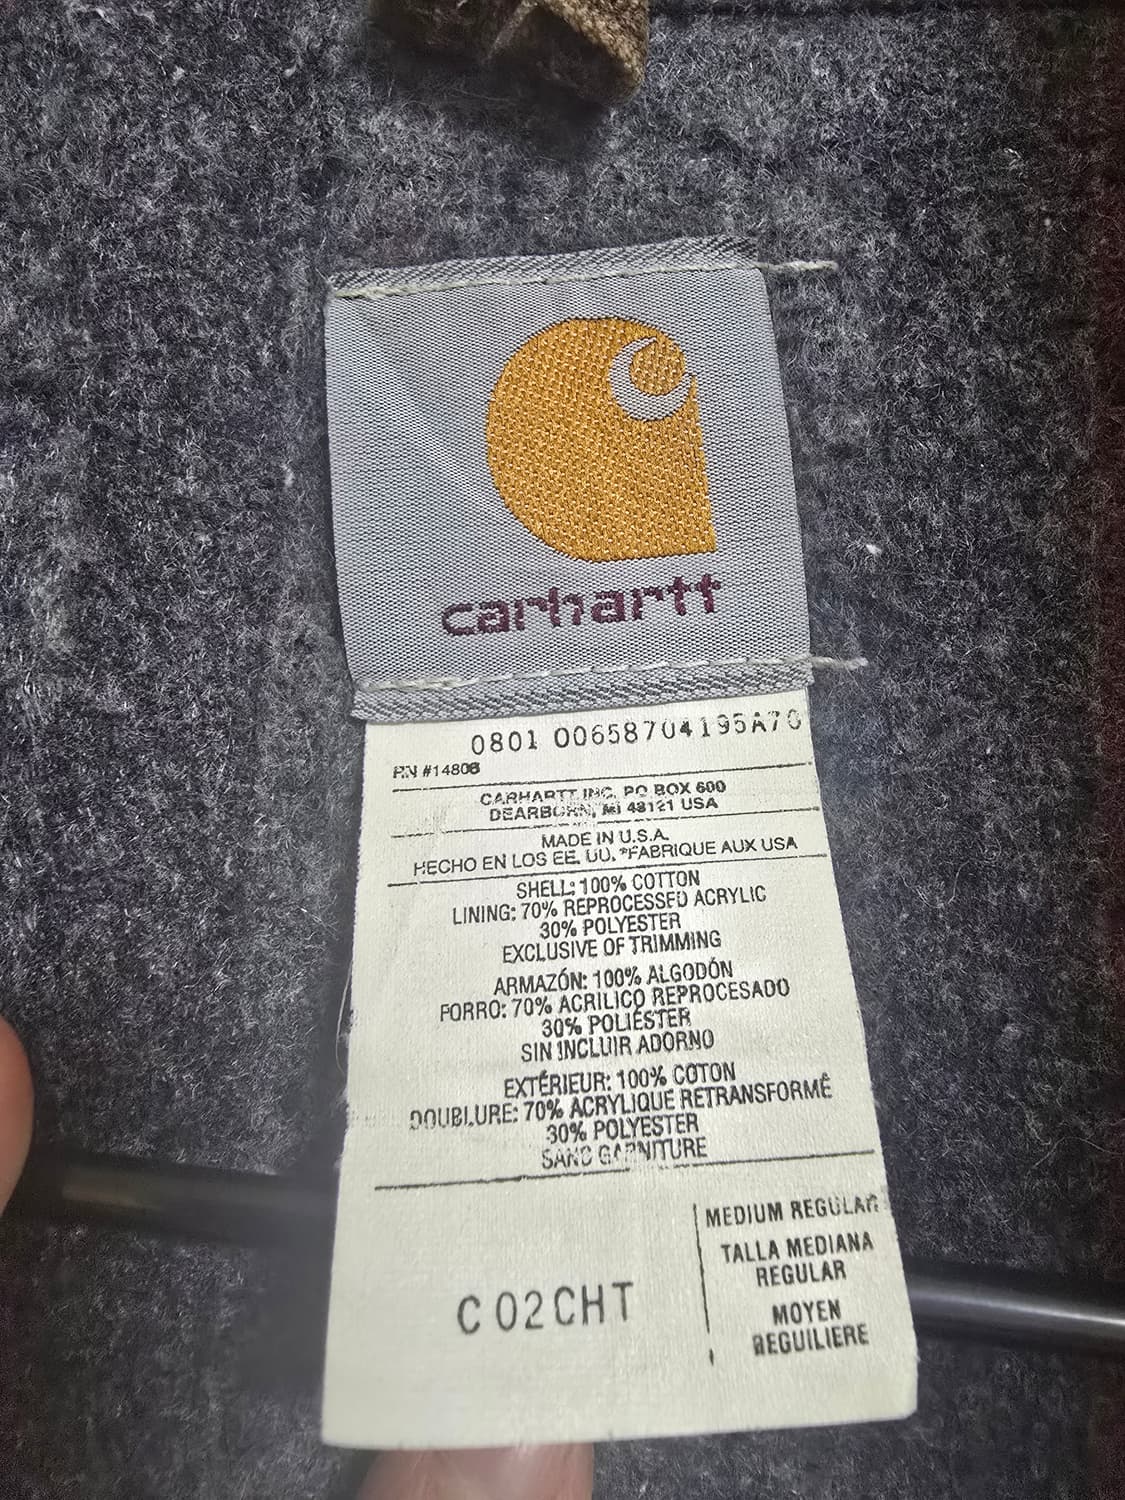 carhartt
0801 00658704195A70
RN #14806
CARHARTT INC. PO BOX 600
DEARBORN, MI 48121 USA
MADE IN U.S.A.
HECHO EN LOS EE. UU. *FABRIQUE AUX USA
SHELL: 100% COTTON
LINING: 70% REPROCESSED ACRYLIC
30% POLYESTER
EXCLUSIVE OF TRIMMING
ARMAZÓN: 100% ALGODÓN
FORRO: 70% ACRILICO REPROCESADO
30% POLIÉSTER
SIN INCLUIR ADORNO
EXTÉRIEUR: 100% COTON
DOUBLURE: 70% ACRYLIQUE RETRANSFORMÊ
30% POLYESTER
SANS GARNITURE
MEDIUM REGULAR
TALLA MEDIANA
REGULAR
MOYEN
REGUILIERE
C02CHT